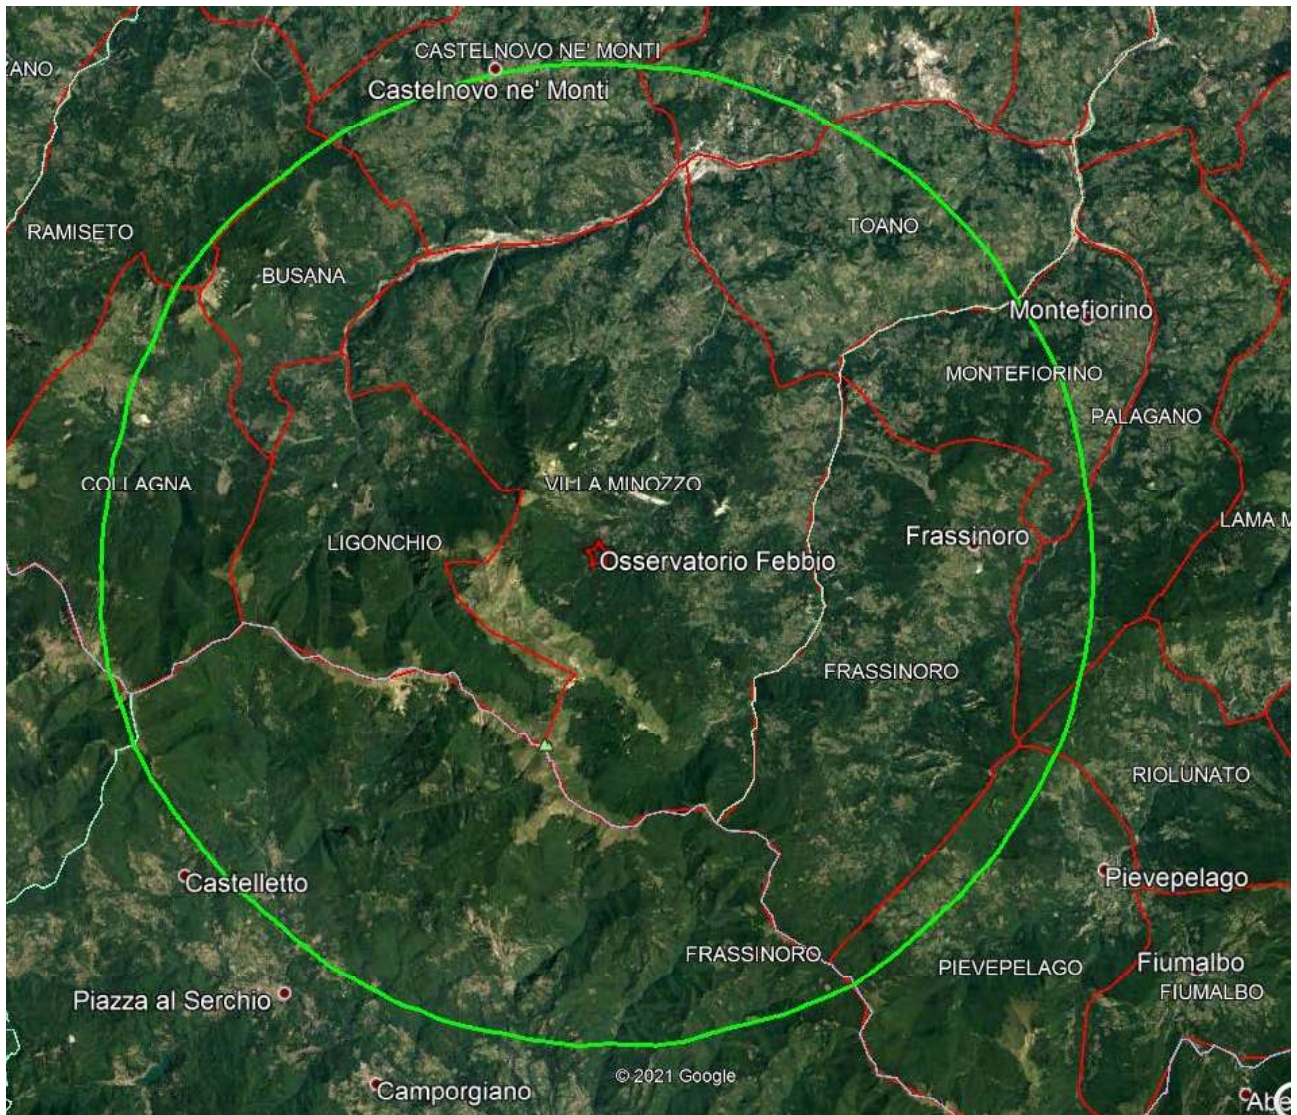 CASTELNOVO NE' MONTI
ZANO
Castelnovo ne' Monti
RAMISETO
TOANO
BUSANA
Montefiorino
MONTEFIORINO
PALAGANO
COLLAGNA
VILLA MINOZZO
LAMA M
LIGONCHIO
Frassinoro
Osservatorio Febbio
FRASSINORO
RIOLUNATO
Castelletto
Pievepelago
FRASSINORO
PIEVEPELAGO
Fiumalbo
FIUMALBO
Piazza al Serchio
© 2021 Google
Camporgiano
Abe